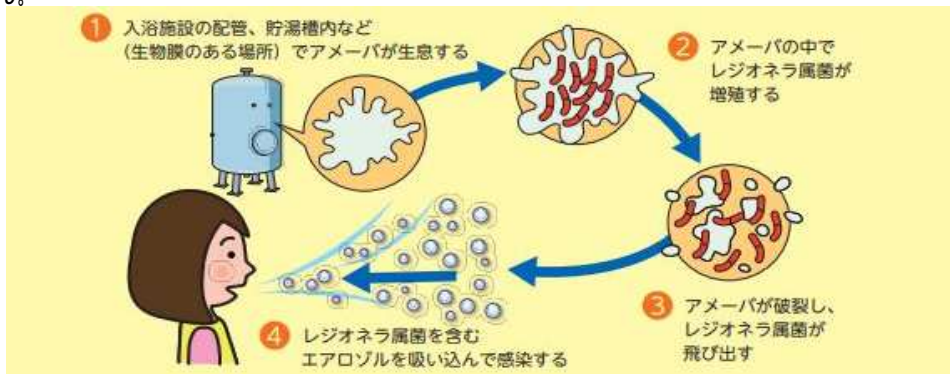 る。
1 入浴施設の配管、貯湯槽内など
(生物膜のある場所)でアメーバが生息する
2 アメーバの中で
レジオネラ属菌が
増殖する
3 アメーバが破裂し、
レジオネラ属菌が
飛び出す
4 レジオネラ属菌を含む
エアロゾルを吸い込んで感染する